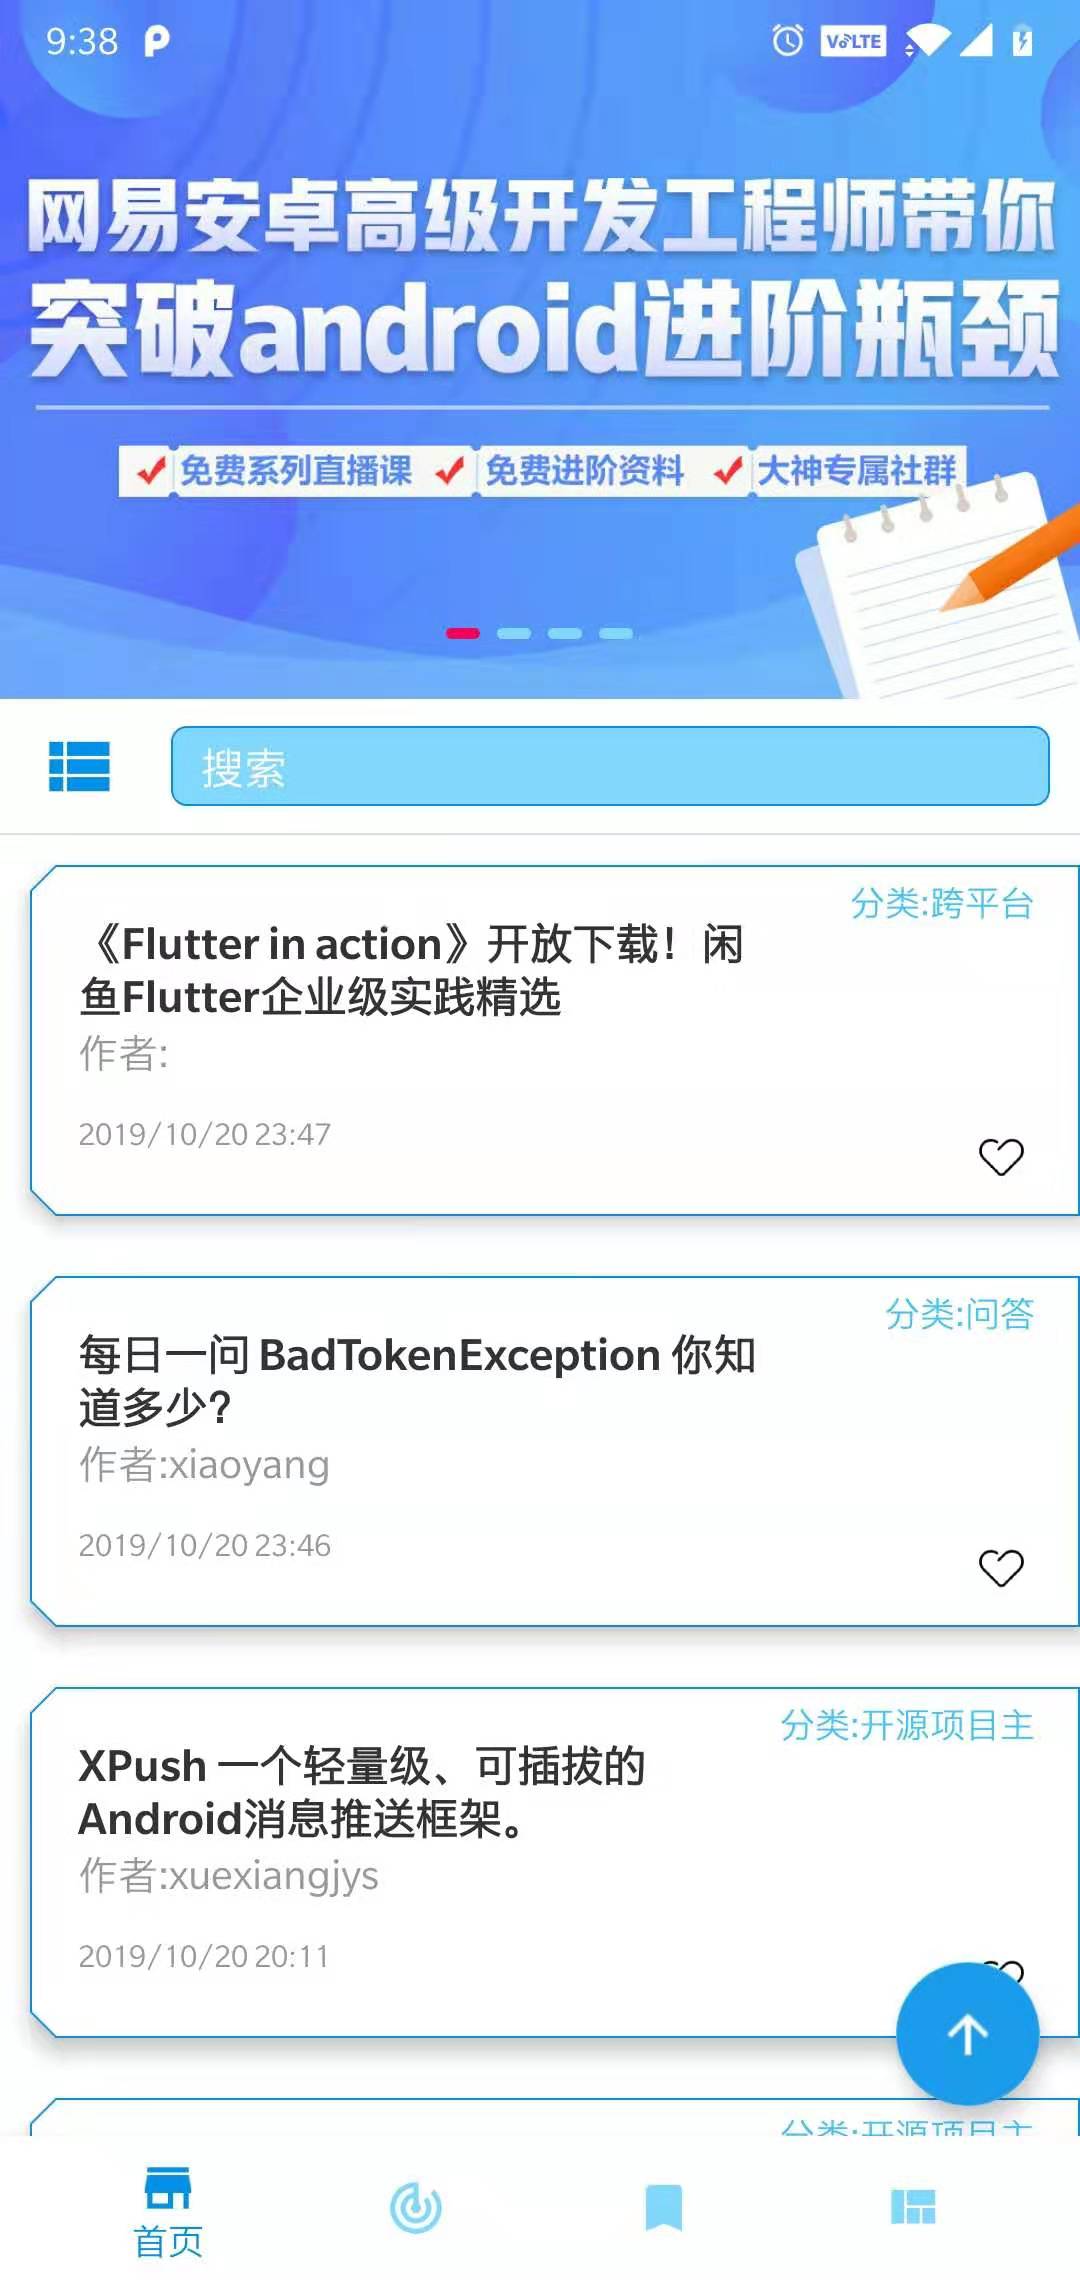 9:38
VoLTE
网易安卓高级开发工程师带你
突破android进阶瓶颈
免费系列直播课 免费进阶资料 大神专属社群
搜索
分类:跨平台
《Flutter in action》开放下载！闲
鱼Flutter企业级实践精选
作者:
2019/10/20 23:47
分类:问答
每日一问 BadTokenException 你知
道多少？
作者:xiaoyang
2019/10/20 23:46
分类:开源项目主
XPush 一个轻量级、可插拔的
Android消息推送框架。
作者:xuexiangjys
2019/10/20 20:11
分类:开源项目主
首页